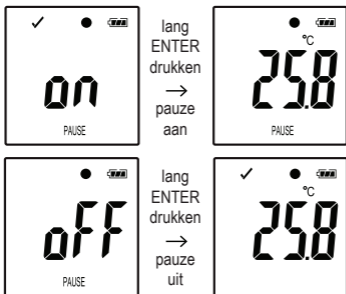 ✓ ●
on
PAUSE
lang
ENTER
drukken
→
pauze
aan
●
°C
25.8
PAUSE
●
oFF
PAUSE
lang
ENTER
drukken
→
pauze
uit
✓ ●
°C
25.8